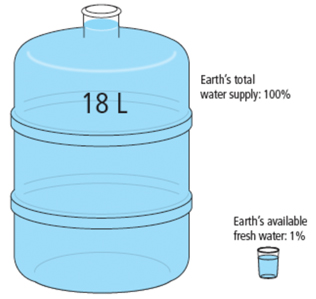 18 L
Earth's total
water supply: 100%
Earth's available
fresh water: 1%